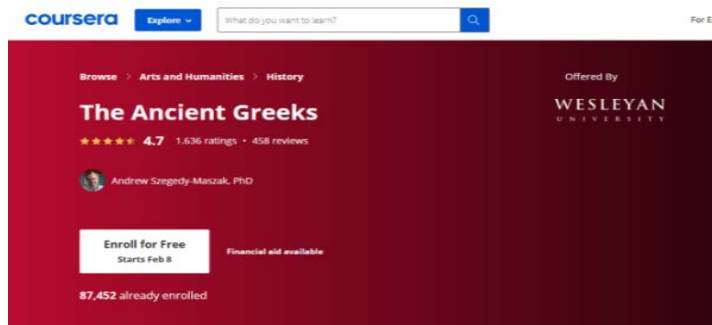 coursera Explore What do you want to learn? For E
Browse > Arts and Humanities > History
Offered By
The Ancient Greeks
WESLEYAN
UNIVERSITY
4.7 1.636 ratings • 458 reviews
Andrew Szegedy-Maszak, PhD
Enroll for Free
Starts Feb 8
Financial aid available
87,452 already enrolled